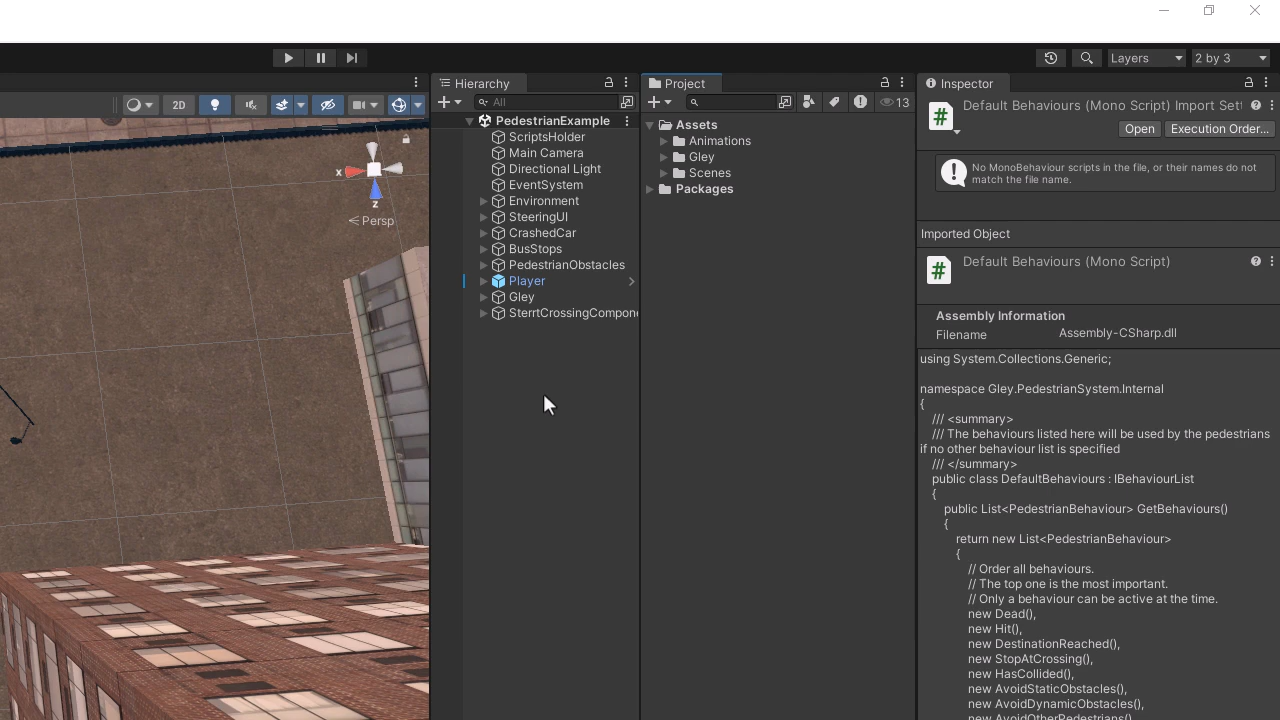 Layers
2 by 3
2D
x
z
Persp
Hierarchy
All
PedestrianExample
ScriptsHolder
Main Camera
Directional Light
EventSystem
Environment
SteeringUI
CrashedCar
BusStops
PedestrianObstacles
Player
Gley
SterrtCrossingCompone
Project
13
Assets
Animations
Gley
Scenes
Packages
Inspector
Default Behaviours (Mono Script) Import Sett
Open
Execution Order...
No MonoBehaviour scripts in the file, or their names do not
match the file name.
Imported Object
Default Behaviours (Mono Script)
Assembly Information
Filename Assembly-CSharp.dll
using System.Collections.Generic;
namespace Gley.PedestrianSystem.Internal
{
/// <summary>
/// The behaviours listed here will be used by the pedestrians
if no other behaviour list is specified
/// </summary>
public class DefaultBehaviours : IBehaviourList
{
public List<PedestrianBehaviour> GetBehaviours()
{
return new List<PedestrianBehaviour>
{
// Order all behaviours.
// The top one is the most important.
// Only a behaviour can be active at the time.
new Dead(),
new Hit(),
new DestinationReached(),
new StopAtCrossing(),
new HasCollided(),
new AvoidStaticObstacles(),
new AvoidDynamicObstacles(),
new AvoidOtherPedestrians()